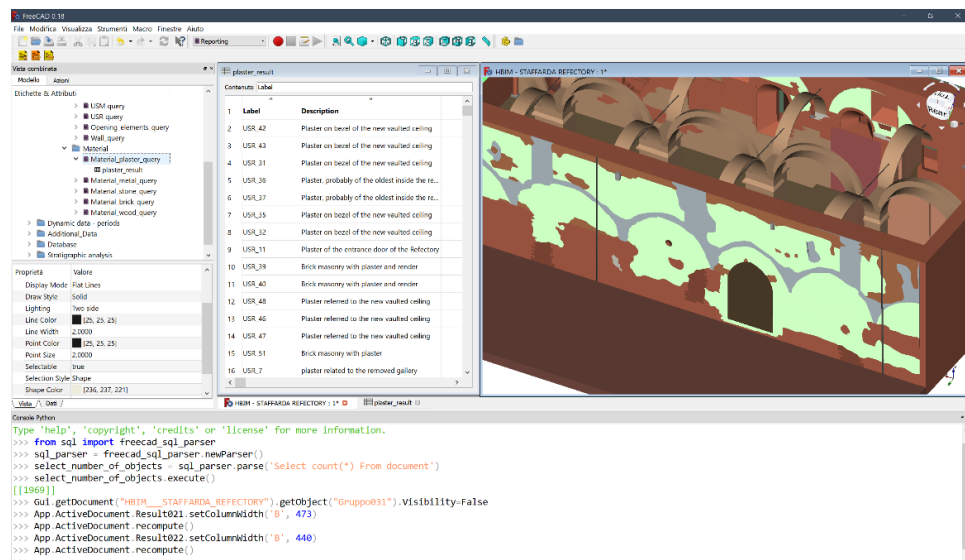 FreeCAD 0.18
File Modifica Visualizza Strumenti Macro Finestre Aiuto
Reporting
Vista combinata
Modello Azioni
Etichette & Attributi
USM query
USR query
Opening_elements query
Wall_query
Material
Material_plaster_query
plaster_result
Material_metal_query
Material_stone_query
Material_brick_query
Material_wood_query
Dynamic data - periods
Additional_Data
Database
Stratigraphic analysis
Proprietà Valore
Display Mode Flat Lines
Draw Style Solid
Lighting Two side
Line Color [25, 25, 25]
Line Width 2,0000
Point Color [25, 25, 25]
Point Size 2,0000
Selectable true
Selection Style Shape
Shape Color [236, 237, 221]
Vista Dati
plaster_result
Contenuto Label
1 Label Description
2 USR_42 Plaster on bezel of the new vaulted ceiling
3 USR_43 Plaster on bezel of the new vaulted ceiling
4 USR_31 Plaster on bezel of the new vaulted ceiling
5 USR_36 Plaster, probably of the oldest inside the re...
6 USR_37 Plaster, probably of the oldest inside the re...
7 USR_35 Plaster on bezel of the new vaulted ceiling
8 USR_32 Plaster on bezel of the new vaulted ceiling
9 USR_11 Plaster of the entrance door of the Refectory
10 USR_39 Brick masonry with plaster and render
11 USR_40 Brick masonry with plaster and render
12 USR_48 Plaster referred to the new vaulted ceiling
13 USR_46 Plaster referred to the new vaulted ceiling
14 USR_47 Plaster referred to the new vaulted ceiling
15 USR_51 Brick masonry with plaster
16 USR_7 plaster related to the removed gallery
HBIM - STAFFARDA REFECTORY : 1*
Rear
HBIM - STAFFARDA REFECTORY : 1* plaster_result
Console Python
Type 'help', 'copyright', 'credits' or 'license' for more information.
>>> from sql import freecad_sql_parser
>>> sql_parser = freecad_sql_parser.newParser()
>>> select_number_of_objects = sql_parser.parse('Select count(*) From document')
>>> select_number_of_objects.execute()
[[1969]]
>>> Gui.getDocument("HBIM___STAFFARDA_REFECTORY").getObject("Gruppo031").Visibility=False
>>> App.ActiveDocument.Result021.setColumnWidth('B', 473)
>>> App.ActiveDocument.recompute()
>>> App.ActiveDocument.Result022.setColumnWidth('B', 440)
>>> App.ActiveDocument.recompute()